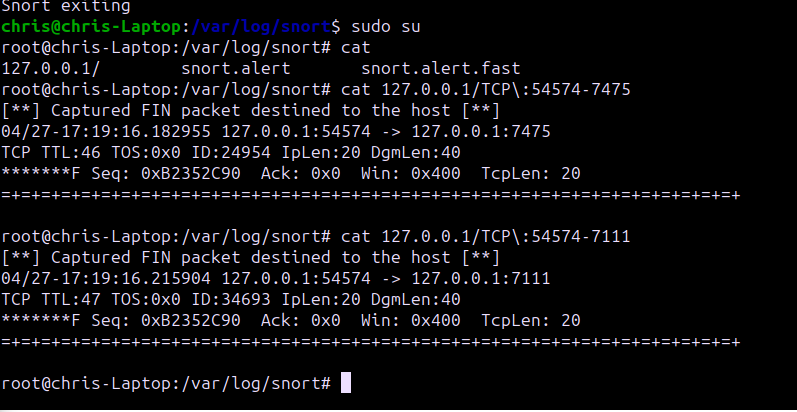 Snort exiting
chris@chris-Laptop:/var/log/snort$ sudo su
root@chris-Laptop:/var/log/snort# cat
127.0.0.1/        snort.alert       snort.alert.fast
root@chris-Laptop:/var/log/snort# cat 127.0.0.1/TCP\:54574-7475
[**] Captured FIN packet destined to the host [**]
04/27-17:19:16.182955 127.0.0.1:54574 -> 127.0.0.1:7475
TCP TTL:46 TOS:0x0 ID:24954 IpLen:20 DgmLen:40
*******F Seq: 0xB2352C90  Ack: 0x0  Win: 0x400  TcpLen: 20
=+=+=+=+=+=+=+=+=+=+=+=+=+=+=+=+=+=+=+=+=+=+=+=+=+=+=+=+=+=+=+=+=+=+=+=+=+
root@chris-Laptop:/var/log/snort# cat 127.0.0.1/TCP\:54574-7111
[**] Captured FIN packet destined to the host [**]
04/27-17:19:16.215904 127.0.0.1:54574 -> 127.0.0.1:7111
TCP TTL:47 TOS:0x0 ID:34693 IpLen:20 DgmLen:40
*******F Seq: 0xB2352C90  Ack: 0x0  Win: 0x400  TcpLen: 20
=+=+=+=+=+=+=+=+=+=+=+=+=+=+=+=+=+=+=+=+=+=+=+=+=+=+=+=+=+=+=+=+=+=+=+=+=+
root@chris-Laptop:/var/log/snort#